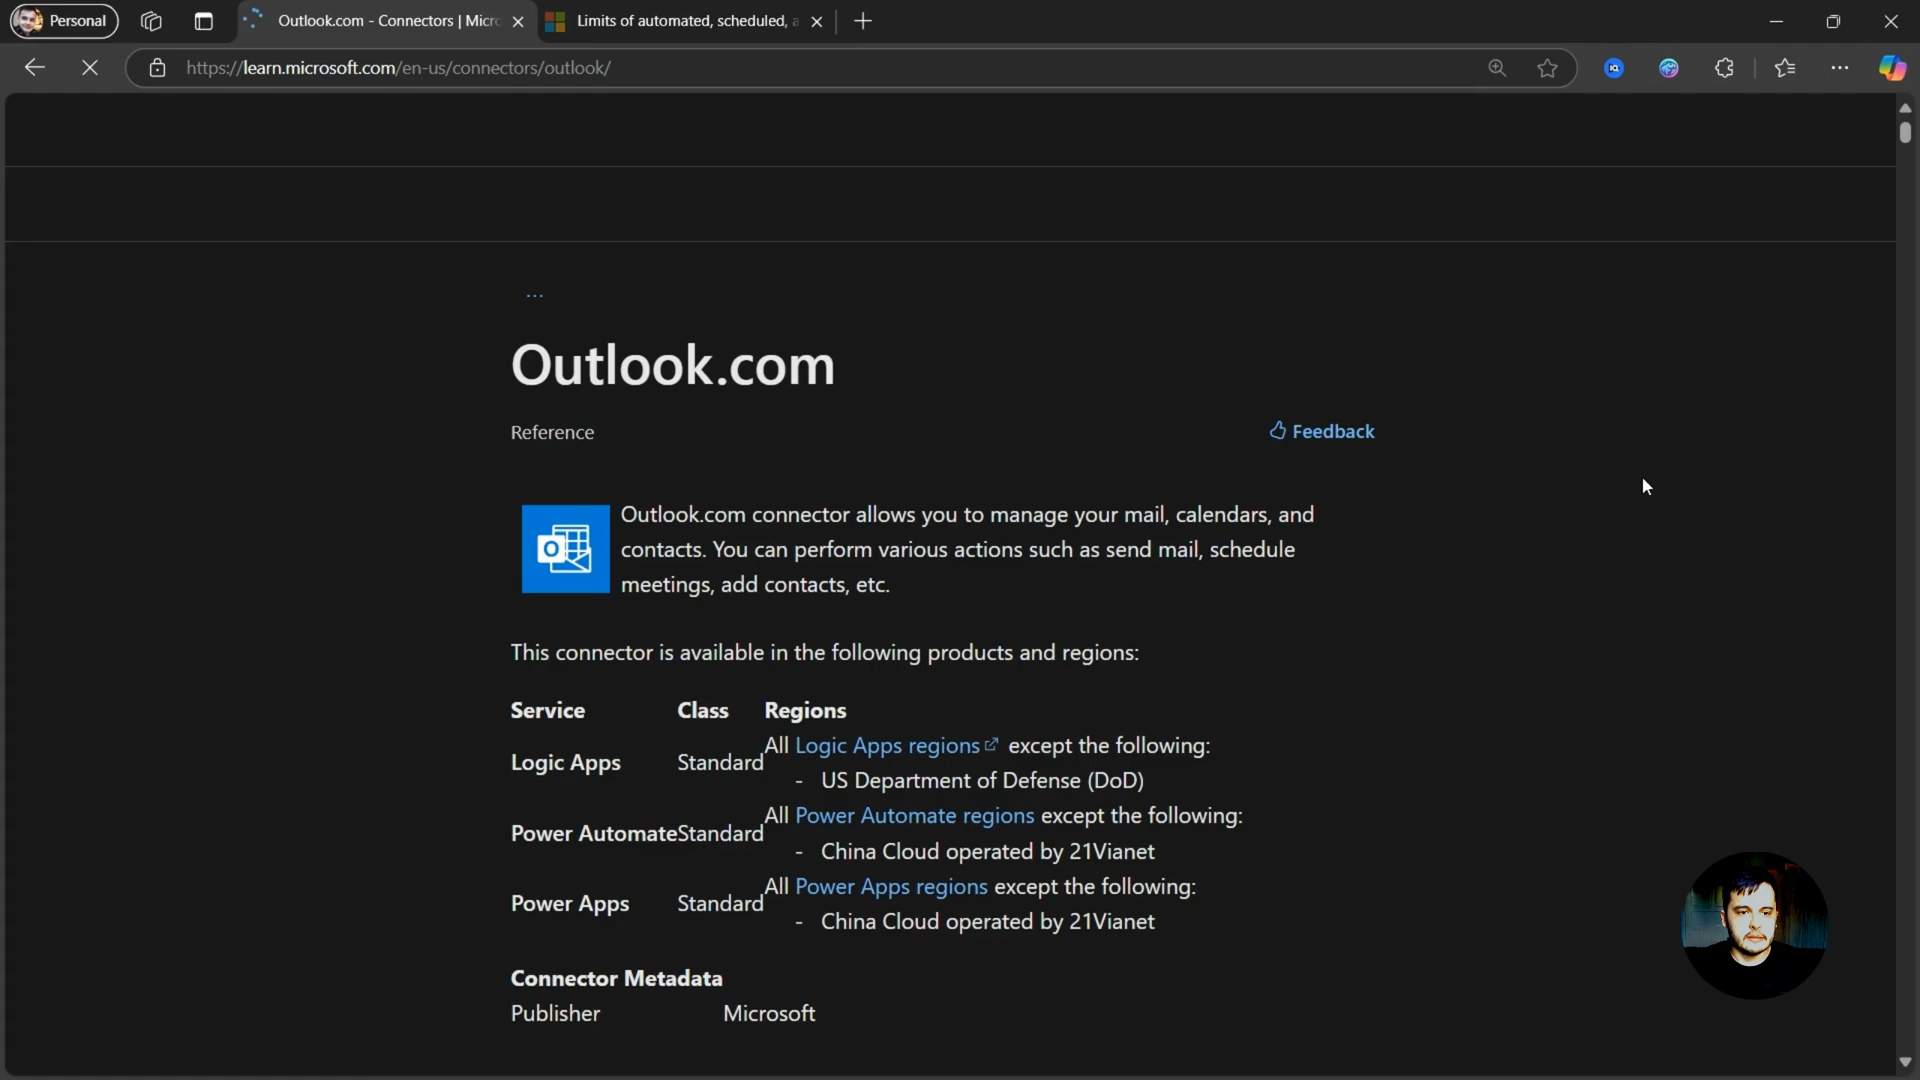 Personal
Outlook.com - Connectors | Micro
Limits of automated, scheduled, a
https://learn.microsoft.com/en-us/connectors/outlook/
...
Outlook.com
Reference
Feedback
Outlook.com connector allows you to manage your mail, calendars, and
contacts. You can perform various actions such as send mail, schedule
meetings, add contacts, etc.
This connector is available in the following products and regions:
Service Class Regions
Logic Apps Standard All Logic Apps regions except the following:
- US Department of Defense (DoD)
Power Automate Standard All Power Automate regions except the following:
- China Cloud operated by 21Vianet
Power Apps Standard All Power Apps regions except the following:
- China Cloud operated by 21Vianet
Connector Metadata
Publisher Microsoft